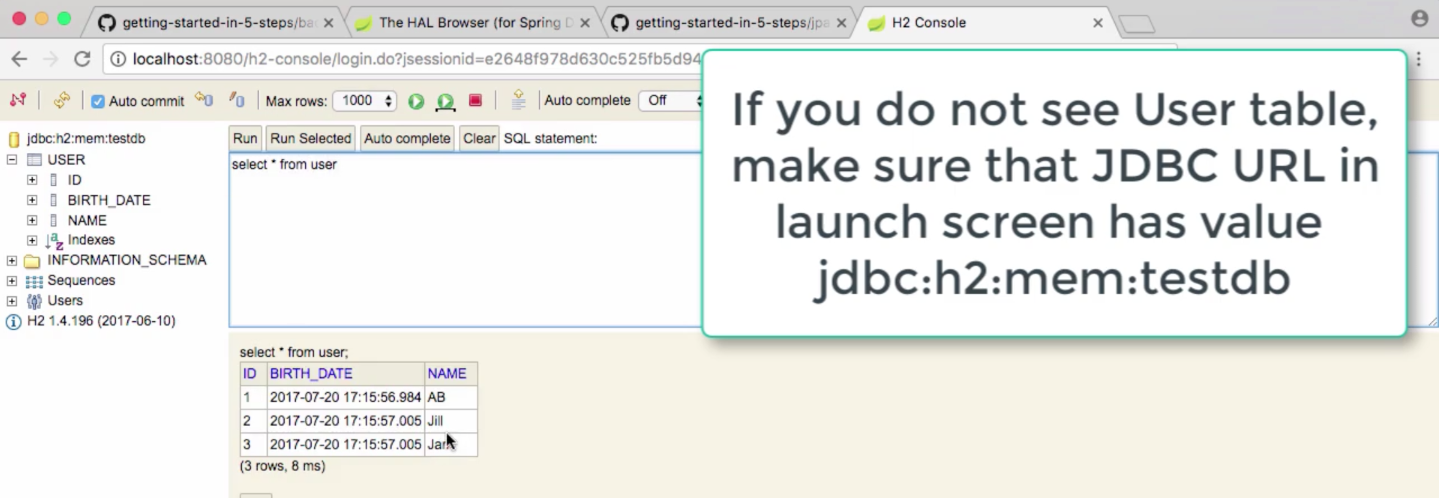 getting-started-in-5-steps/ba
The HAL Browser (for Spring D
getting-started-in-5-steps/jpa
H2 Console
localhost:8080/h2-console/login.do?jsessionid=e2648f978d630c525fb5d94
Auto commit
Max rows:
1000
Auto complete
Off
If you do not see User table,
make sure that JDBC URL in
launch screen has value
jdbc:h2:mem:testdb
jdbc:h2:mem:testdb
USER
ID
BIRTH_DATE
NAME
Indexes
INFORMATION_SCHEMA
Sequences
Users
H2 1.4.196 (2017-06-10)
Run
Run Selected
Auto complete
Clear
SQL statement:
select * from user
select * from user;
ID BIRTH_DATE NAME
1 2017-07-20 17:15:56.984 AB
2 2017-07-20 17:15:57.005 Jill
3 2017-07-20 17:15:57.005
(3 rows, 8 ms)